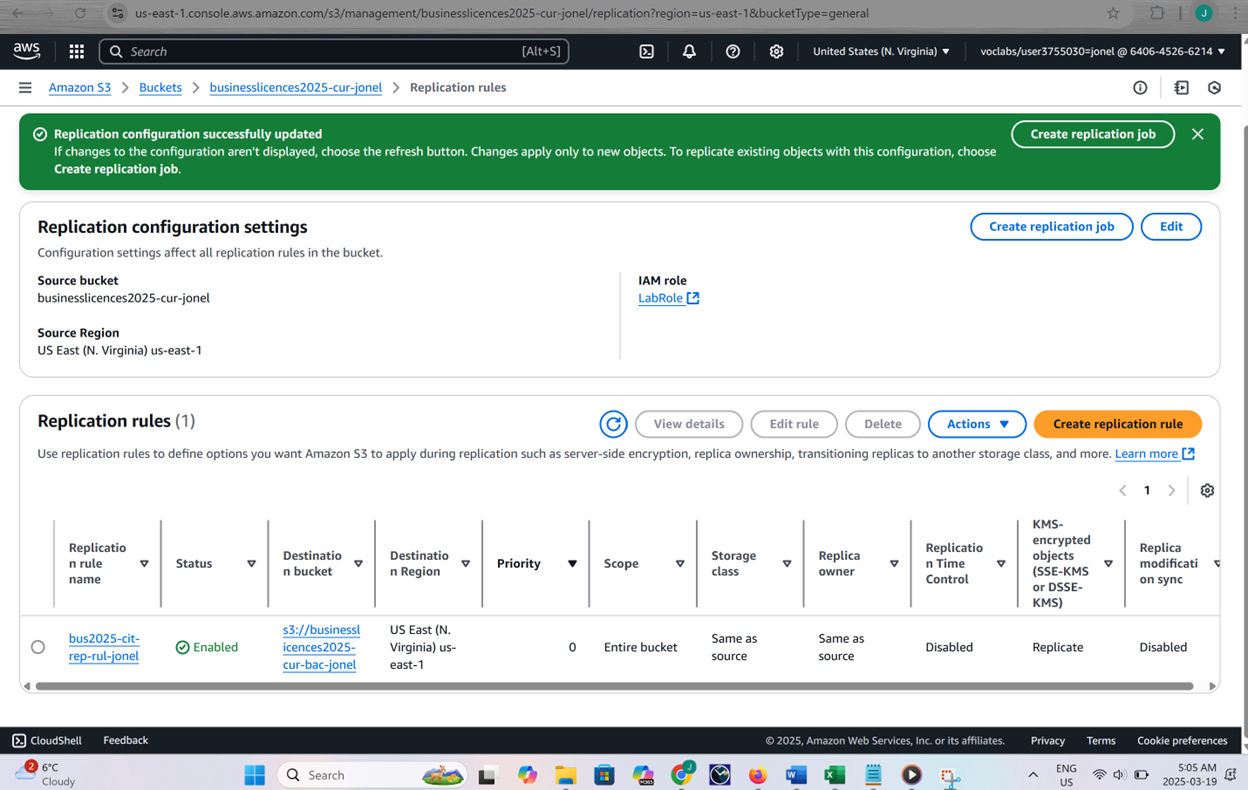 us-east-1.console.aws.amazon.com/s3/management/businesslicences2025-cur-jonel/replication?region=us-east-1&bucketType=general
J
aws
Search
[Alt+S]
United States (N. Virginia)
voclabs/user3755030=jonel @ 6406-4526-6214
Amazon S3 > Buckets > businesslicences2025-cur-jonel > Replication rules
Replication configuration successfully updated
If changes to the configuration aren't displayed, choose the refresh button. Changes apply only to new objects. To replicate existing objects with this configuration, choose
Create replication job.
Create replication job
Replication configuration settings
Create replication job
Edit
Configuration settings affect all replication rules in the bucket.
Source bucket
businesslicences2025-cur-jonel
IAM role
LabRole
Source Region
US East (N. Virginia) us-east-1
Replication rules (1)
View details
Edit rule
Delete
Actions
Create replication rule
Use replication rules to define options you want Amazon S3 to apply during replication such as server-side encryption, replica ownership, transitioning replicas to another storage class, and more. Learn more
1
Replicatio
n rule
name
Status
Destinatio
n bucket
Destinatio
n Region
Priority
Scope
Storage
class
Replica
owner
Replicatio
n Time
Control
KMS-
encrypted
objects
(SSE-KMS
or DSSE-
KMS)
Replica
modificati
on sync
bus2025-cit-
rep-rul-jonel
Enabled
s3://businessl
icences2025-
cur-bac-jonel
US East (N.
Virginia) us-
east-1
0
Entire bucket
Same as
source
Same as
source
Disabled
Replicate
Disabled
CloudShell
Feedback
© 2025, Amazon Web Services, Inc. or its affiliates.
Privacy
Terms
Cookie preferences
2
6°C
Cloudy
Search
M365
J
ENG
US
5:05 AM
2025-03-19